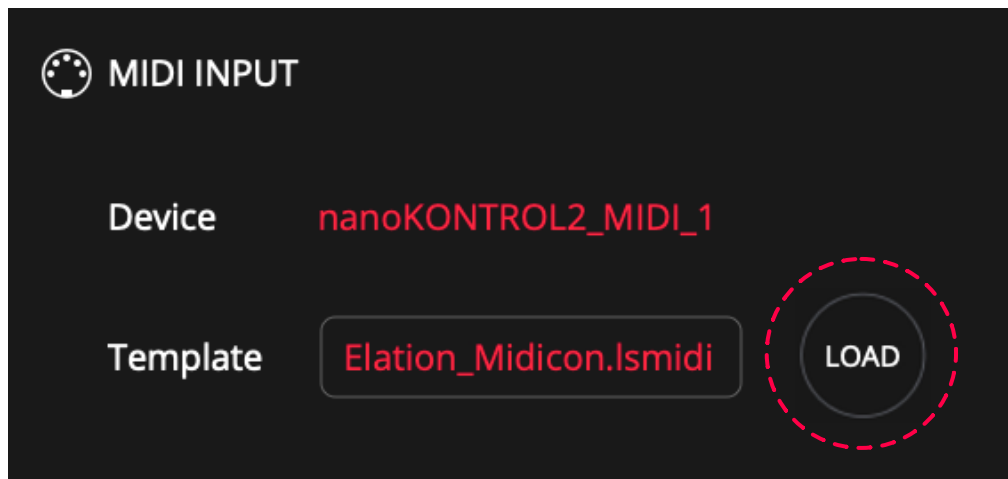 MIDI INPUT
Device nanoKONTROL2_MIDI_1
Template Elation_Midicon.lsmidi LOAD